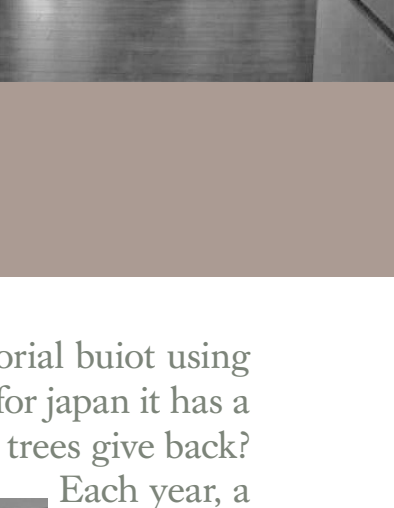 orial buiot using
for japan it has a
trees give back?
Each year, a